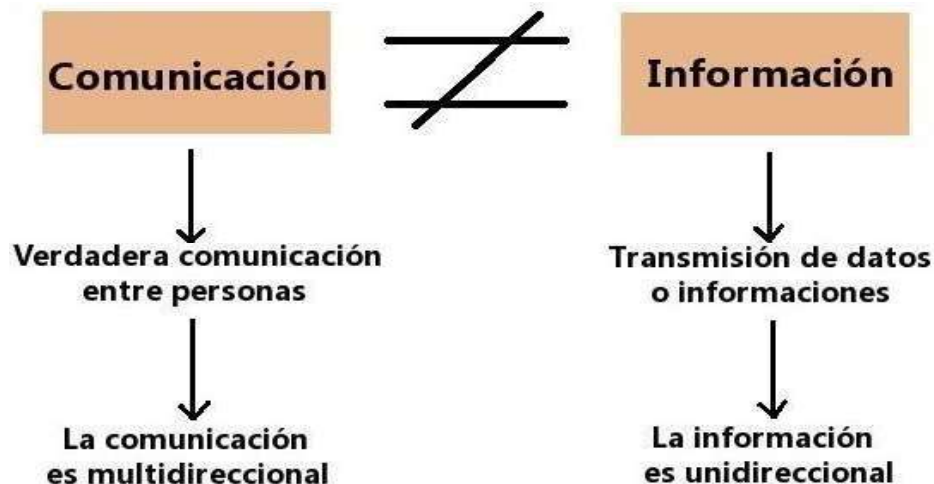 Comunicación
≠
Información
Verdadera comunicación
entre personas
Transmisión de datos
o informaciones
La comunicación
es multidireccional
La información
es unidireccional